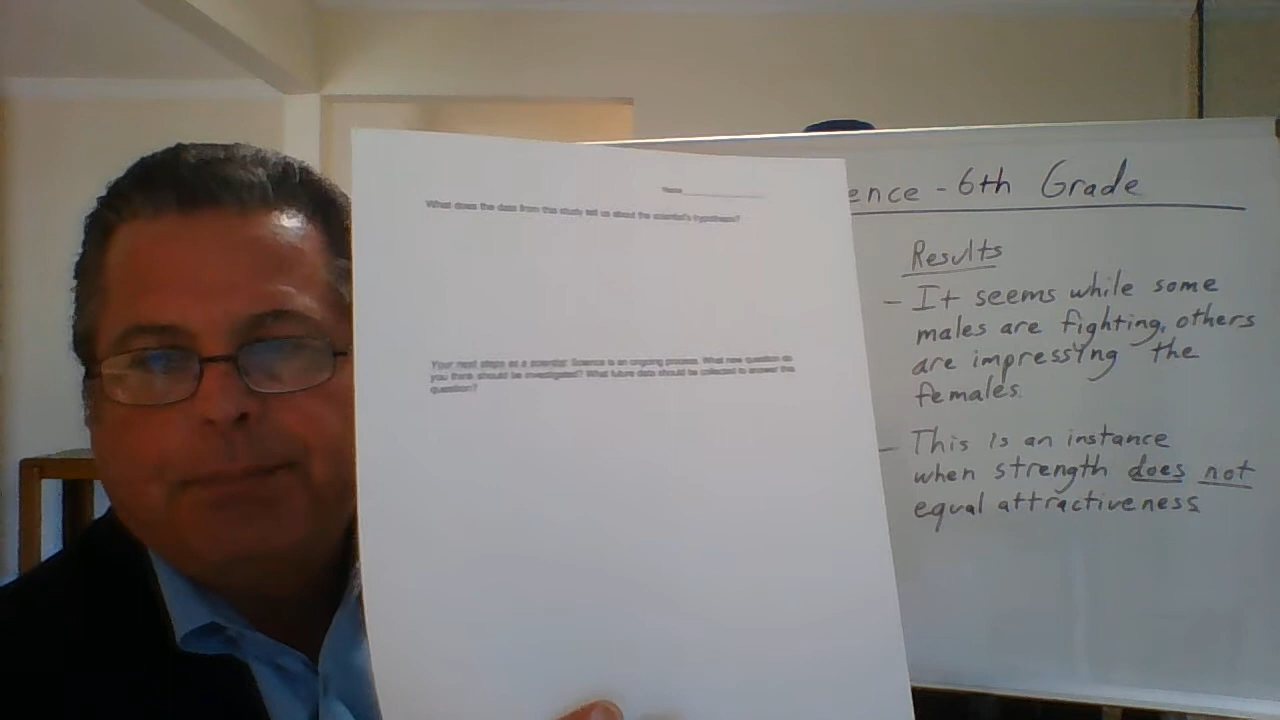 Name
What does the data from this study tell us about the scientist's hypothesis?
Your next steps as a scientist: Science is an ongoing process. What new question do
you think should be investigated? What future data should be collected to answer the
question?
ence - 6th Grade
Results
- It seems while some
males are fighting, others
are impressing the
females.
- This is an instance
when strength does not
equal attractiveness